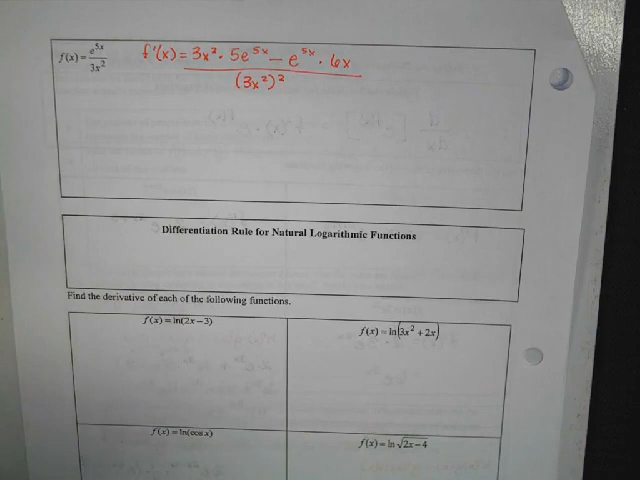 f(x) = e^{5x} / 3x^2
f'(x) = 3x^2 · 5e^{5x} − e^{5x} · 6x
(3x^2)^2
Differentiation Rule for Natural Logarithmic Functions
Find the derivative of each of the following functions.
f(x) = ln(2x−3)
f(x) = ln(3x^2 + 2x)
f(x) = ln(cos x)
f(x) = ln √2x−4